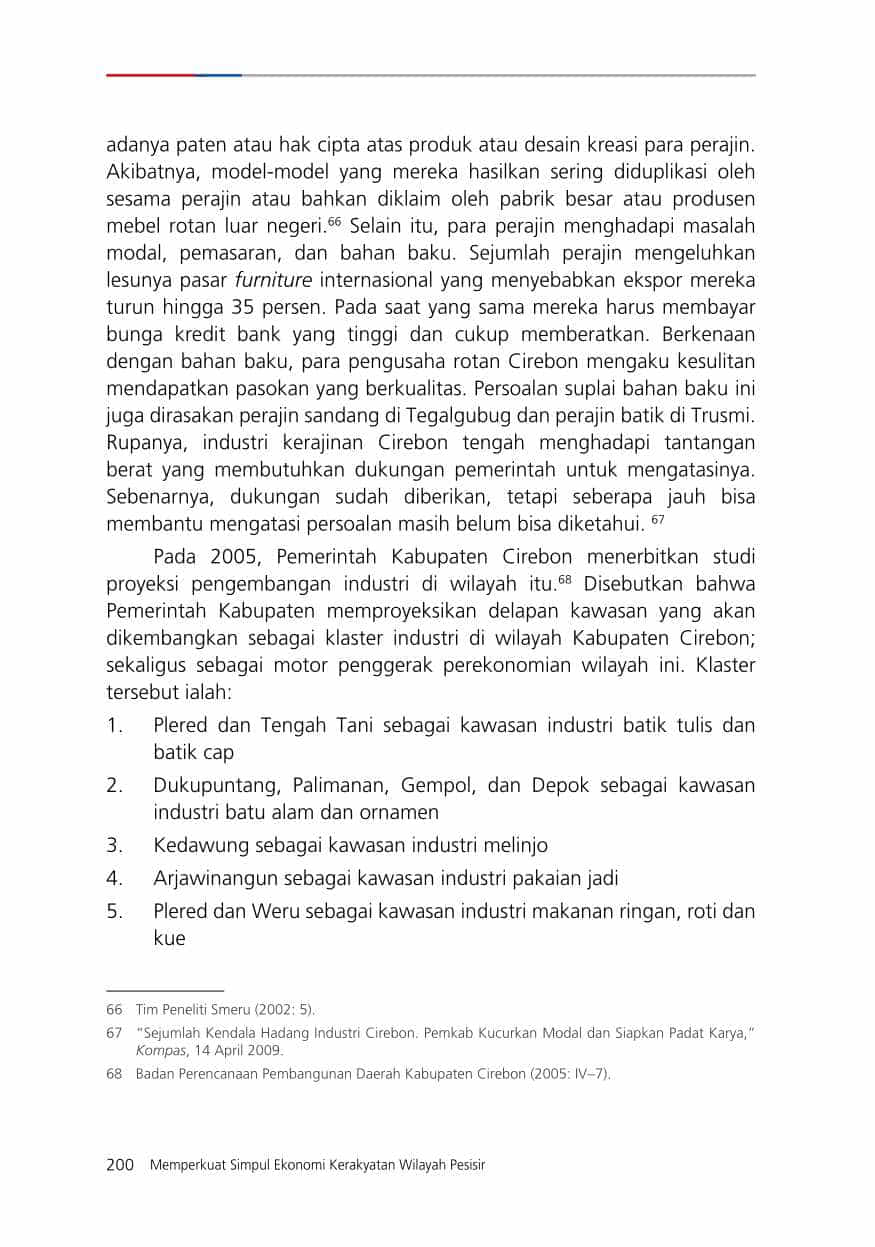 adanya paten atau hak cipta atas produk atau desain kreasi para perajin.
Akibatnya, model-model yang mereka hasilkan sering diduplikasi oleh
sesama perajin atau bahkan diklaim oleh pabrik besar atau produsen
mebel rotan luar negeri.66 Selain itu, para perajin menghadapi masalah
modal, pemasaran, dan bahan baku. Sejumlah perajin mengeluhkan
lesunya pasar furniture internasional yang menyebabkan ekspor mereka
turun hingga 35 persen. Pada saat yang sama mereka harus membayar
bunga kredit bank yang tinggi dan cukup memberatkan. Berkenaan
dengan bahan baku, para pengusaha rotan Cirebon mengaku kesulitan
mendapatkan pasokan yang berkualitas. Persoalan suplai bahan baku ini
juga dirasakan perajin sandang di Tegalgubug dan perajin batik di Trusmi.
Rupanya, industri kerajinan Cirebon tengah menghadapi tantangan
berat yang membutuhkan dukungan pemerintah untuk mengatasinya.
Sebenarnya, dukungan sudah diberikan, tetapi seberapa jauh bisa
membantu mengatasi persoalan masih belum bisa diketahui. 67
Pada 2005, Pemerintah Kabupaten Cirebon menerbitkan studi
proyeksi pengembangan industri di wilayah itu.68 Disebutkan bahwa
Pemerintah Kabupaten memproyeksikan delapan kawasan yang akan
dikembangkan sebagai klaster industri di wilayah Kabupaten Cirebon;
sekaligus sebagai motor penggerak perekonomian wilayah ini. Klaster
tersebut ialah:
1. Plered dan Tengah Tani sebagai kawasan industri batik tulis dan
batik cap
2. Dukupuntang, Palimanan, Gempol, dan Depok sebagai kawasan
industri batu alam dan ornamen
3. Kedawung sebagai kawasan industri melinjo
4. Arjawinangun sebagai kawasan industri pakaian jadi
5. Plered dan Weru sebagai kawasan industri makanan ringan, roti dan
kue
66 Tim Peneliti Smeru (2002: 5).
67 “Sejumlah Kendala Hadang Industri Cirebon. Pemkab Kucurkan Modal dan Siapkan Padat Karya,”
Kompas, 14 April 2009.
68 Badan Perencanaan Pembangunan Daerah Kabupaten Cirebon (2005: IV–7).
200 Memperkuat Simpul Ekonomi Kerakyatan Wilayah Pesisir